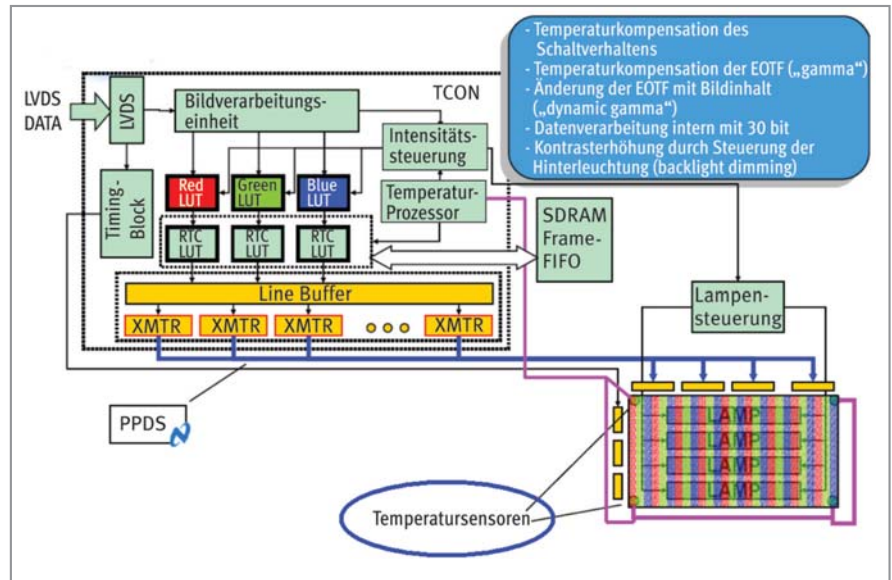 - Temperaturkompensation des
Schaltverhaltens
- Temperaturkompensation der EOTF („gamma“)
- Änderung der EOTF mit Bildinhalt
(„dynamic gamma“)
- Datenverarbeitung intern mit 30 bit
- Kontrasterhöhung durch Steuerung der
Hinterleuchtung (backlight dimming)
LVDS
DATA
LVDS
Bildverarbeitungs-
einheit
TCON
Intensitäts-
steuerung
Timing-
Block
Red
LUT
Green
LUT
Blue
LUT
Temperatur-
Prozessor
RTC
LUT
RTC
LUT
RTC
LUT
SDRAM
Frame-
FIFO
Line Buffer
XMTR
XMTR
XMTR
XMTR
Lampen-
steuerung
PPDS
LAMP
LAMP
LAMP
LAMP
Temperatursensoren